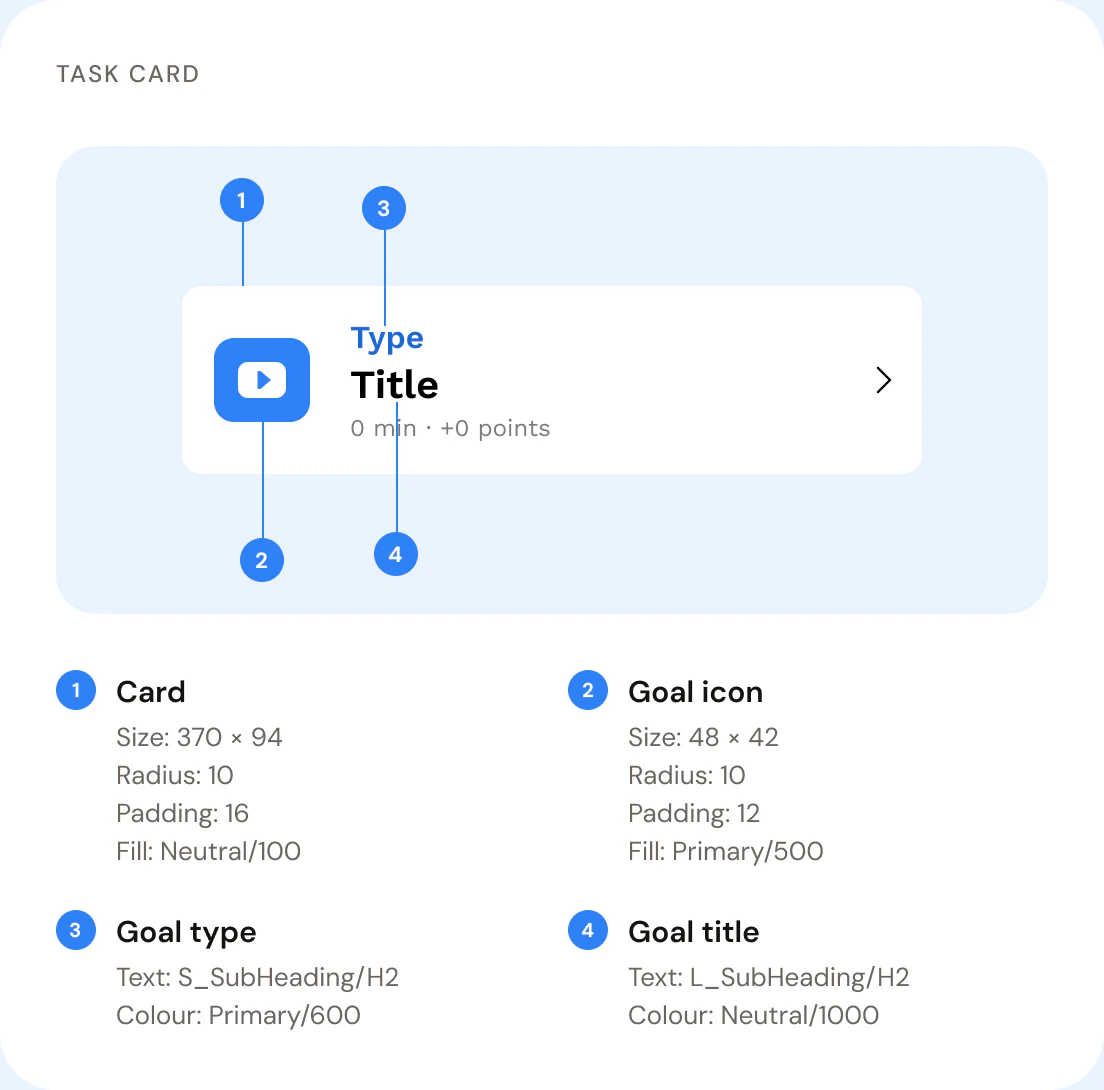 TASK CARD
1
3
Type
Title
0 min · +0 points
2
4
1 Card
Size: 370 × 94
Radius: 10
Padding: 16
Fill: Neutral/100
2 Goal icon
Size: 48 × 42
Radius: 10
Padding: 12
Fill: Primary/500
3 Goal type
Text: S_SubHeading/H2
Colour: Primary/600
4 Goal title
Text: L_SubHeading/H2
Colour: Neutral/1000